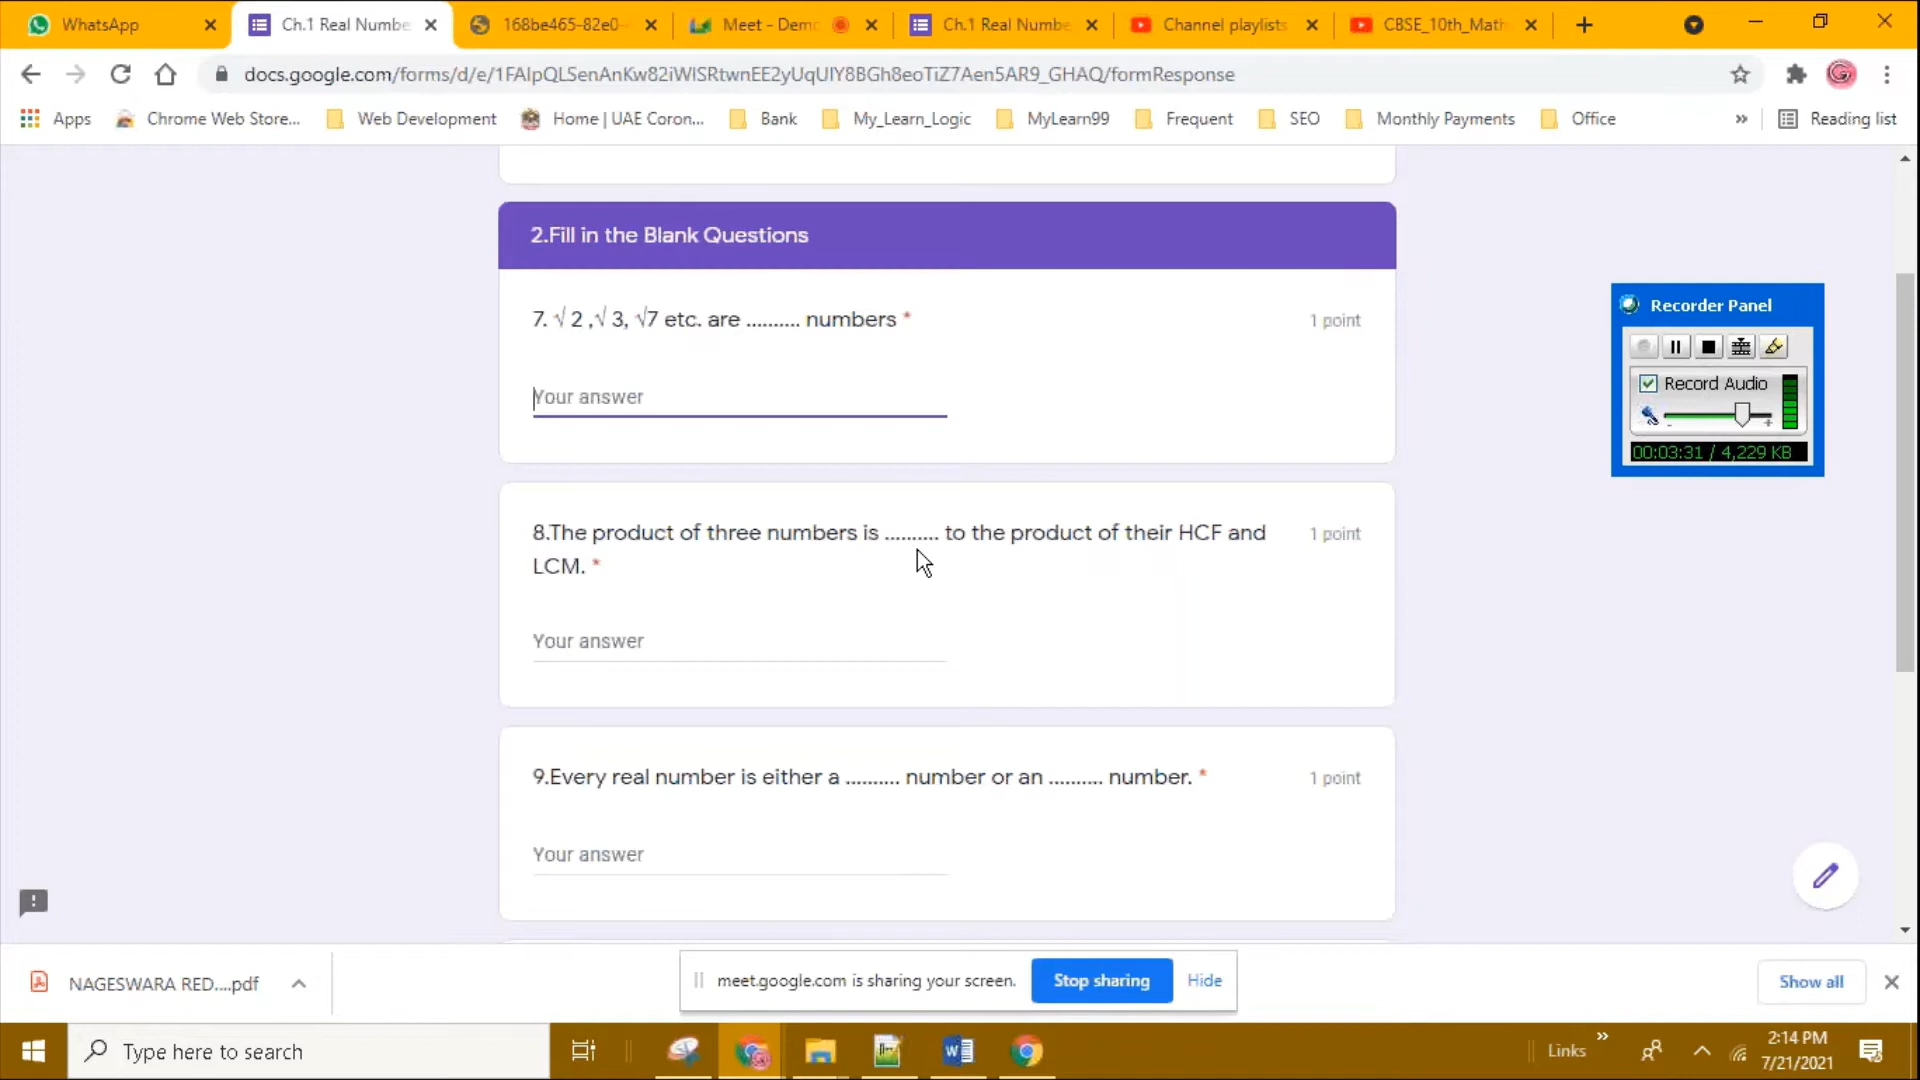 WhatsApp
Ch.1 Real Numbe
168be465-82e0-
Meet - Demo
Ch.1 Real Numbe
Channel playlists
CBSE_10th_Math
docs.google.com/forms/d/e/1FAIpQLSenAnKw82iWISRtwnEE2yUqUIY8BGh8eoTiZ7Aen5AR9_GHAQ/formResponse
Apps
Chrome Web Store...
Web Development
Home | UAE Coron...
Bank
My_Learn_Logic
MyLearn99
Frequent
SEO
Monthly Payments
Office
»
Reading list
2.Fill in the Blank Questions
7. √ 2 ,√ 3, √7 etc. are .......... numbers *
1 point
Your answer
8.The product of three numbers is .......... to the product of their HCF and
LCM. *
1 point
Your answer
9.Every real number is either a .......... number or an .......... number. *
1 point
Your answer
Recorder Panel
Record Audio
- +
00:03:31 / 4,229 KB
NAGESWARA RED....pdf
meet.google.com is sharing your screen.
Stop sharing
Hide
Show all
Type here to search
Links
»
2:14 PM
7/21/2021